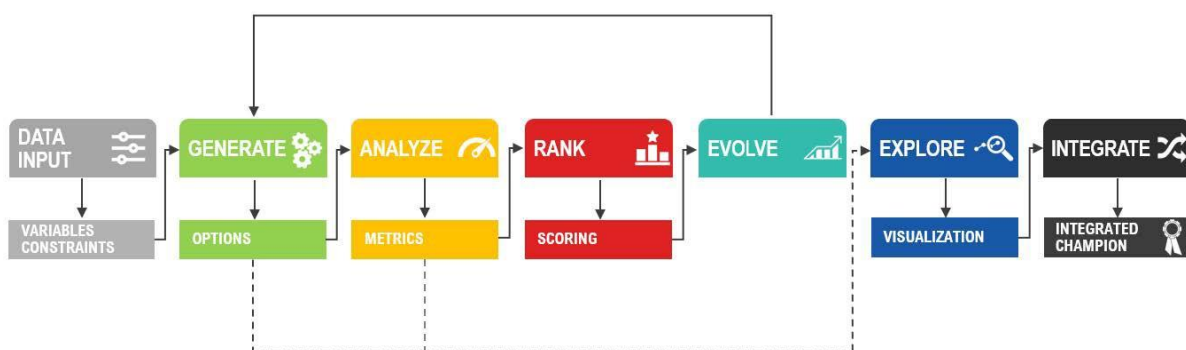 DATA
INPUT
GENERATE
ANALYZE
RANK
EVOLVE
EXPLORE
INTEGRATE
VARIABLES
CONSTRAINTS
OPTIONS
METRICS
SCORING
VISUALIZATION
INTEGRATED
CHAMPION